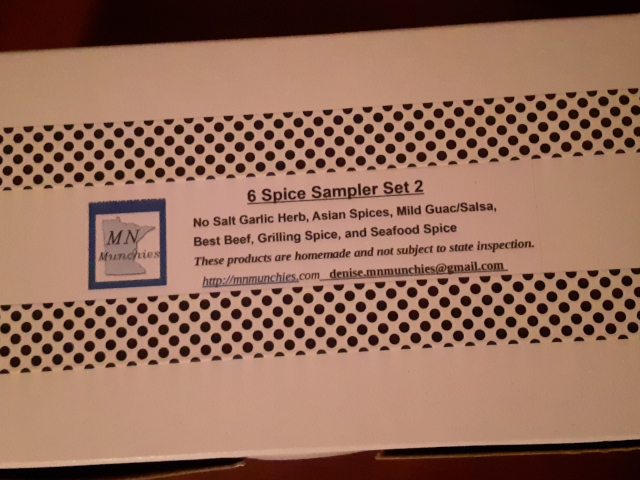 6 Spice Sampler Set 2
No Salt Garlic Herb, Asian Spices, Mild Guac/Salsa,
Best Beef, Grilling Spice, and Seafood Spice
These products are homemade and not subject to state inspection.
http://mnmunchies.com denise.mnmunchies@gmail.com
MN
Munchies